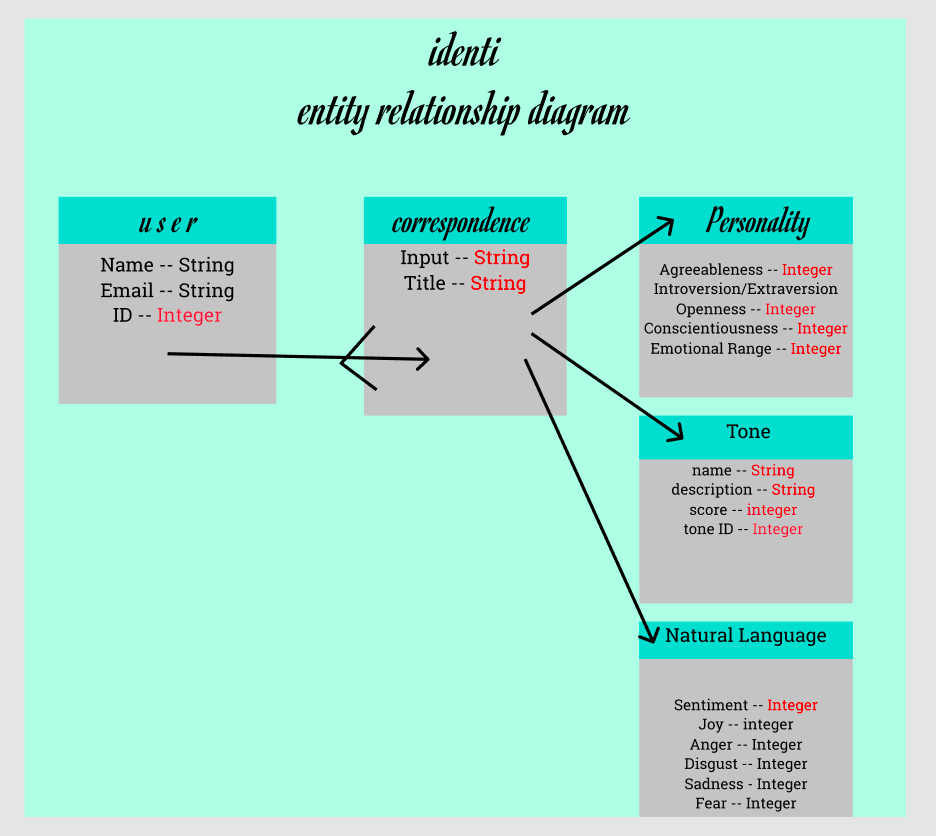 identi
entity relationship diagram
user
Name -- String
Email -- String
ID -- Integer
correspondence
Input -- String
Title -- String
Personality
Agreeableness -- Integer
Introversion/Extraversion
Openness -- Integer
Conscientiousness -- Integer
Emotional Range -- Integer
Tone
name -- String
description -- String
score -- integer
tone ID -- Integer
Natural Language
Sentiment -- Integer
Joy -- integer
Anger -- Integer
Disgust -- Integer
Sadness - Integer
Fear -- Integer